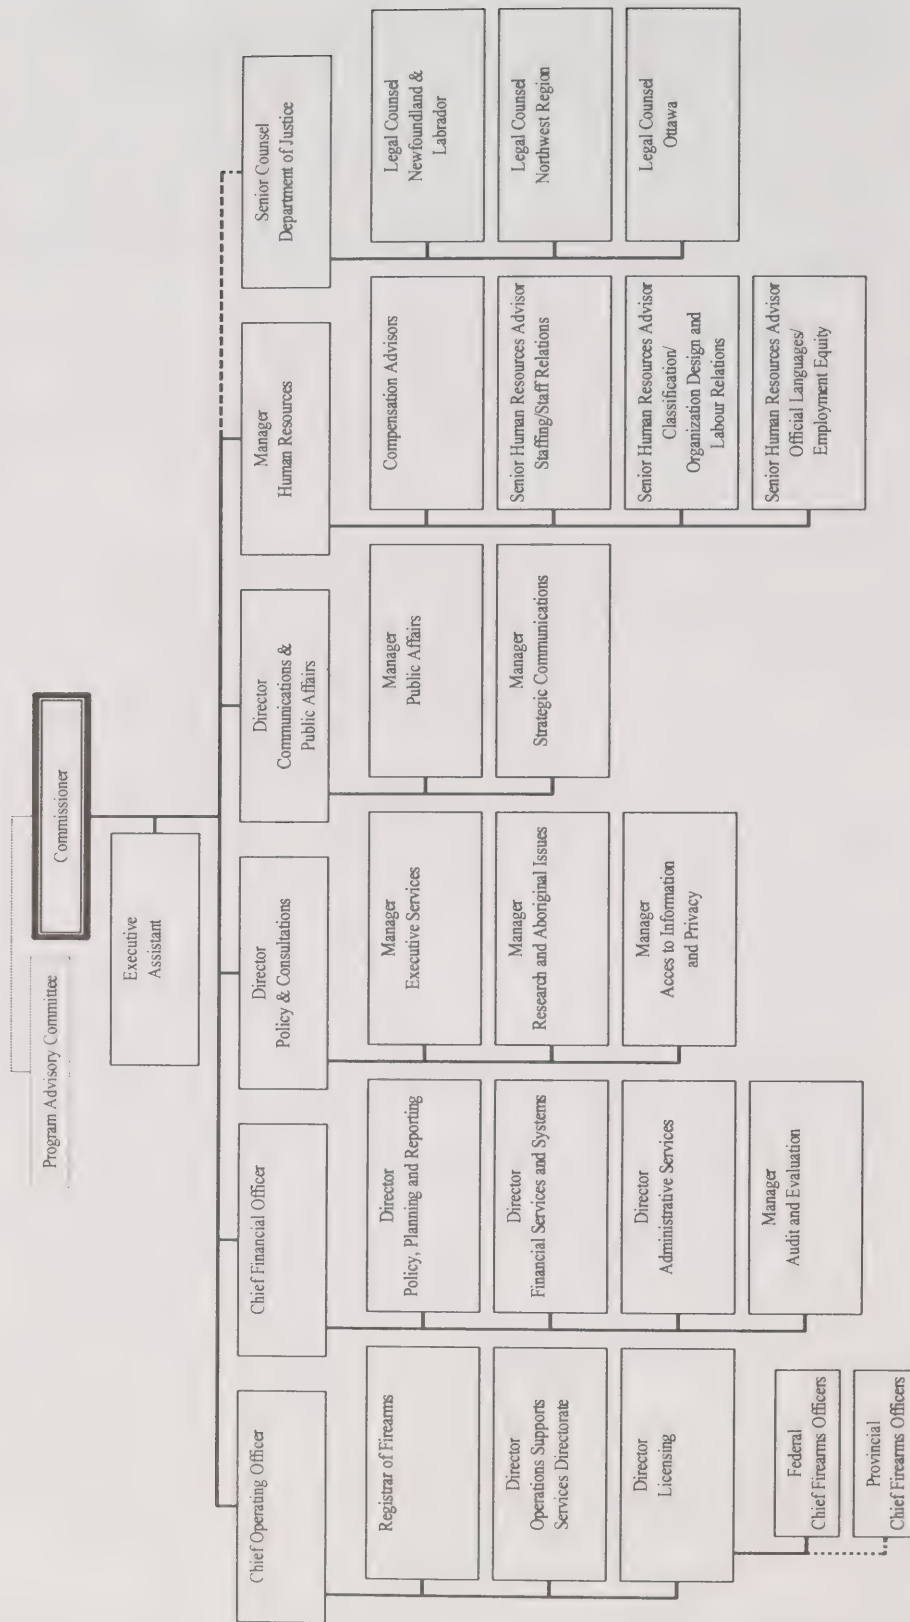 Program Advisory Committee
Commissioner
Executive
Assistant
Chief Operating Officer
Registrar of Firearms
Director
Operations Supports
Services Directorate
Director
Licensing
Federal
Chief Firearms Officers
Provincial
Chief Firearms Officers
Chief Financial Officer
Director
Policy, Planning and Reporting
Director
Financial Services and Systems
Director
Administrative Services
Manager
Audit and Evaluation
Director
Policy & Consultations
Manager
Executive Services
Manager
Research and Aboriginal Issues
Manager
Acces to Information
and Privacy
Director
Communications &
Public Affairs
Manager
Public Affairs
Manager
Strategic Communications
Manager
Human Resources
Compensation Advisors
Senior Human Resources Advisor
Staffing/Staff Relations
Senior Human Resources Advisor
Classification/
Organization Design and
Labour Relations
Senior Human Resources Advisor
Official Languages/
Employment Equity
Senior Counsel
Department of Justice
Legal Counsel
Newfoundland &
Labrador
Legal Counsel
Northwest Region
Legal Counsel
Ottawa